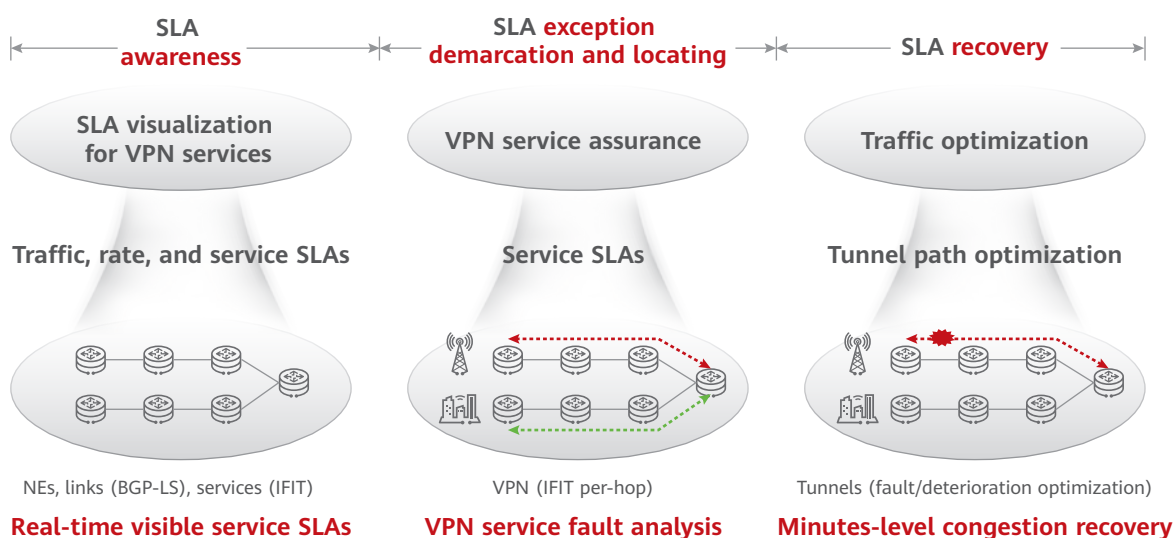 SLA
awareness
SLA exception
demarcation and locating
SLA recovery
SLA visualization
for VPN services
VPN service assurance
Traffic optimization
Traffic, rate, and service SLAs
Service SLAs
Tunnel path optimization
NEs, links (BGP-LS), services (IFIT)
VPN (IFIT per-hop)
Tunnels (fault/deterioration optimization)
Real-time visible service SLAs
VPN service fault analysis
Minutes-level congestion recovery